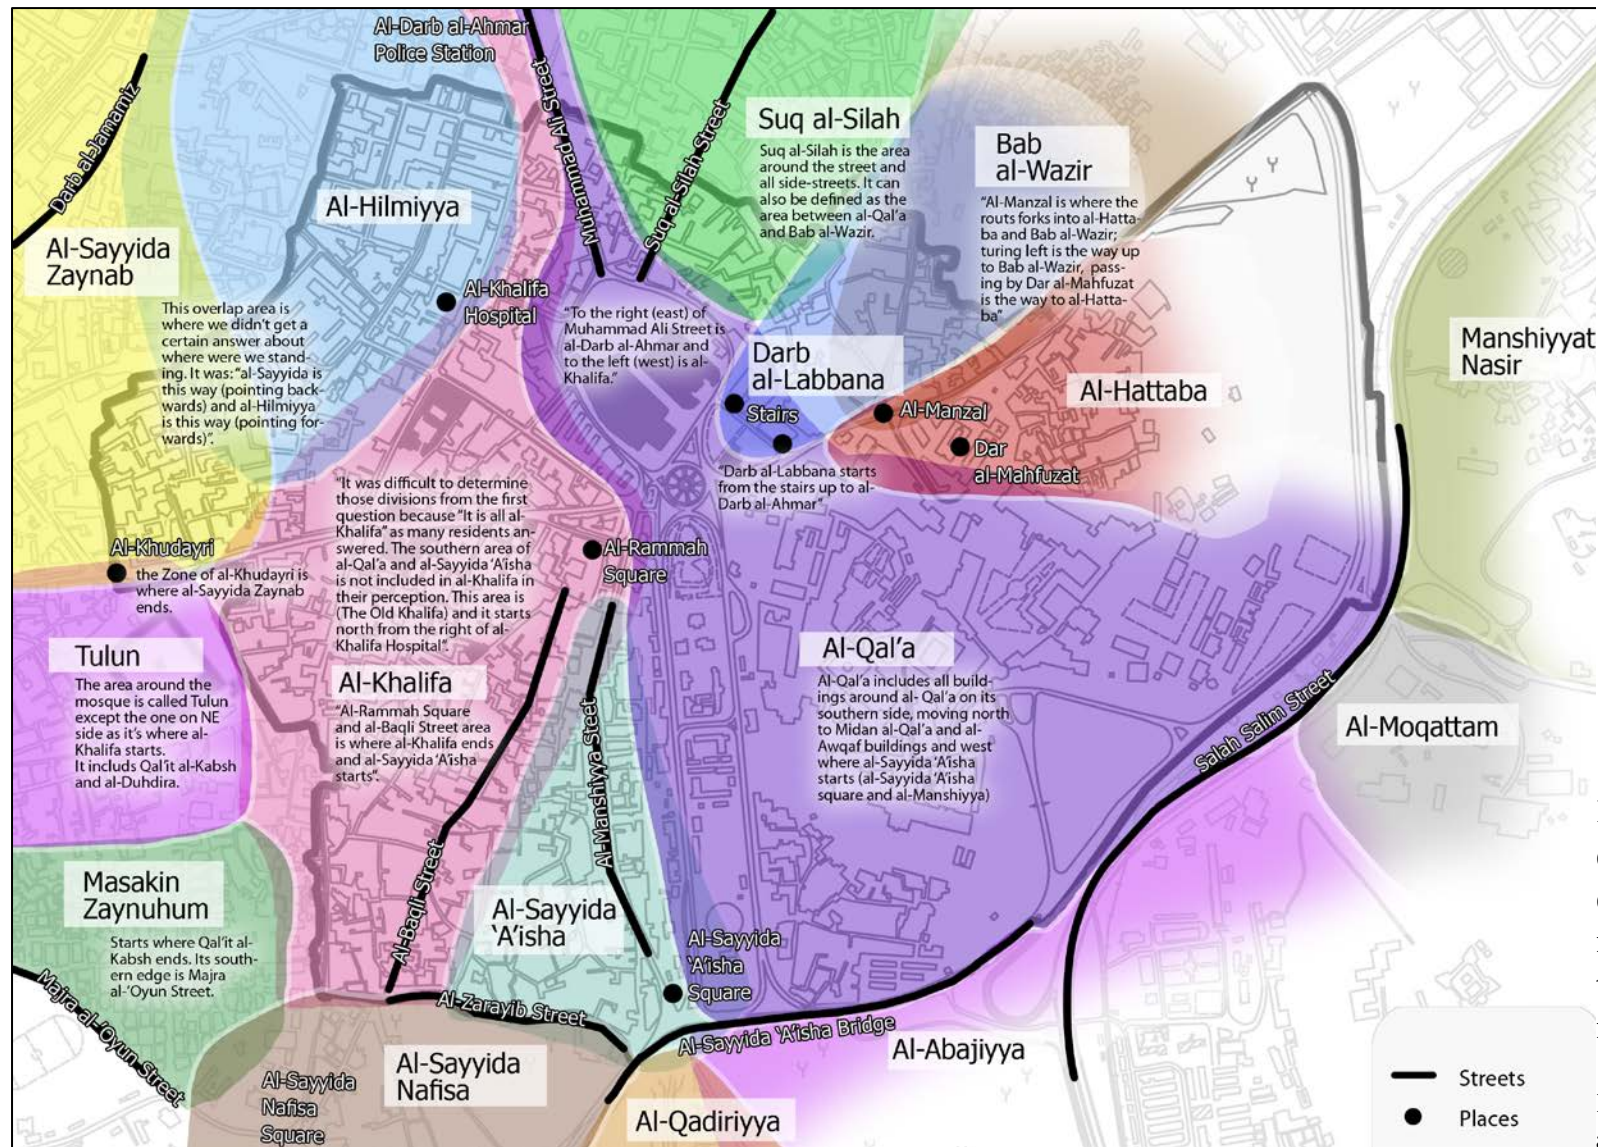 Al-Darb al-Ahmar
Police Station
Darb al-Jamamiz
Muhammad Ali Street
Suq al-Silah Street
Suq al-Silah
Suq al-Silah is the area
around the street and
all side-streets. It can
also be defined as the
area between al-Qal'a
and Bab al-Wazir.
Bab
al-Wazir
"Al-Manzal is where the
routs forks into al-Hatta-
ba and Bab al-Wazir;
turing left is the way up
to Bab al-Wazir, pass-
ing by Dar al-Mahfuzat
is the way to al-Hatta-
ba"
Al-Hilmiyya
Al-Sayyida
Zaynab
This overlap area is
where we didn't get a
certain answer about
where were we stand-
ing. It was: "al-Sayyida is
this way (pointing back-
wards) and al-Hilmiyya
is this way (pointing for-
wards)".
Al-Khalifa
Hospital
"To the right (east) of
Muhammad Ali Street is
al-Darb al-Ahmar and
to the left (west) is al-
Khalifa."
Darb
al-Labbana
Stairs
"Darb al-Labbana starts
from the stairs up to al-
Darb al-Ahmar"
Al-Manzal
Dar
al-Mahfuzat
Al-Hattaba
Manshiyyat
Nasir
"It was difficult to determine
those divisions from the first
question because "It is all al-
Khalifa" as many residents an-
swered. The southern area of
al-Qal'a and al-Sayyida 'A'isha
is not included in al-Khalifa in
their perception. This area is
(The Old Khalifa) and it starts
north from the right of al-
Khalifa Hospital".
Al-Khudayri
the Zone of al-Khudayri is
where al-Sayyida Zaynab
ends.
Al-Rammah
Square
Tulun
The area around the
mosque is called Tulun
except the one on NE
side as it's where al-
Khalifa starts.
It includs Qal'it al-Kabsh
and al-Duhdira.
Al-Khalifa
"Al-Rammah Square
and al-Baqli Street area
is where al-Khalifa ends
and al-Sayyida 'A'isha
starts".
Al-Manshiyya Street
Al-Qal'a
Al-Qal'a includes all build-
ings around al- Qal'a on its
southern side, moving north
to Midan al-Qal'a and al-
Awqaf buildings and west
where al-Sayyida 'A'isha
starts (al-Sayyida 'A'isha
square and al-Manshiyya)
Salah Salim Street
Al-Moqattam
Masakin
Zaynuhum
Starts where Qal'it al-
Kabsh ends. Its south-
ern edge is Majra
al-'Oyun Street.
Majra al-'Oyun Street
Al-Baqli Street
Al-Sayyida
'A'isha
Al-Sayyida
'A'isha
Square
Al-Zarayib Street
Al-Sayyida 'A'isha Bridge
Al-Abajiyya
Al-Sayyida
Nafisa
Al-Sayyida
Nafisa
Square
Al-Qadiriyya
Streets
Places